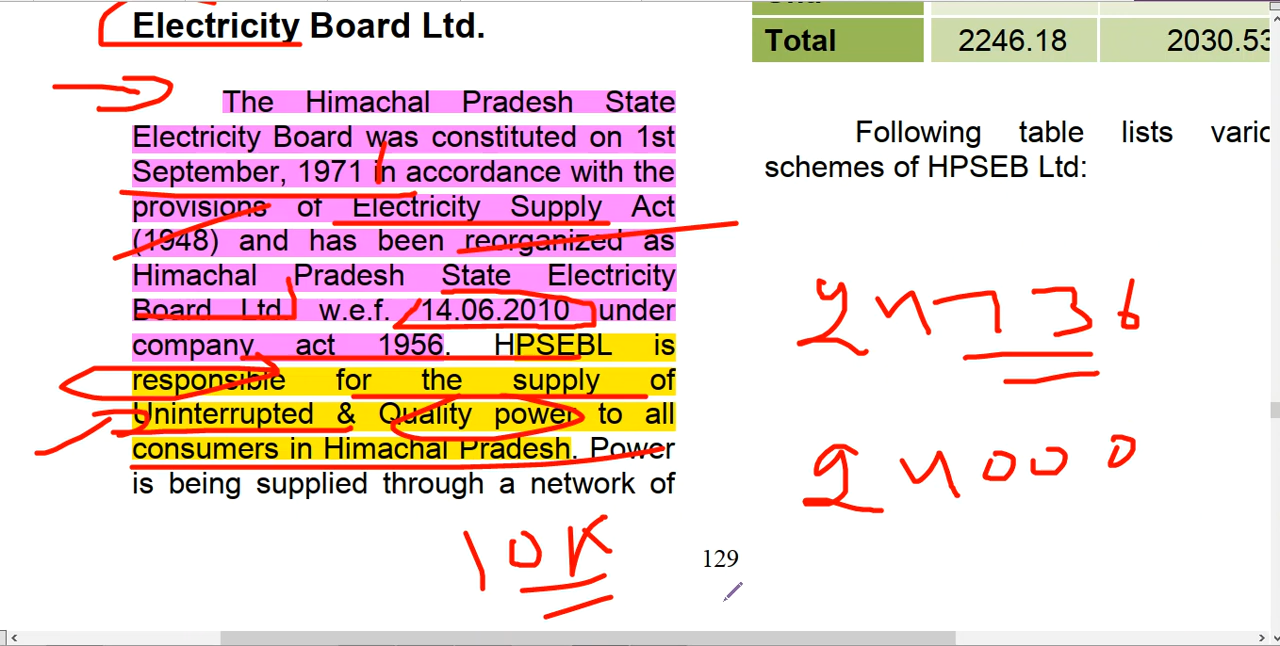 Electricity Board Ltd.
The Himachal Pradesh State
Electricity Board was constituted on 1st
September, 1971 in accordance with the
provisions of Electricity Supply Act
(1948) and has been reorganized as
Himachal Pradesh State Electricity
Board Ltd. w.e.f. 14.06.2010 under
company act 1956. HPSEBL is
responsible for the supply of
Uninterrupted & Quality power to all
consumers in Himachal Pradesh. Power
is being supplied through a network of
10K
129
Total 2246.18 2030.53
Following table lists vario
schemes of HPSEB Ltd: